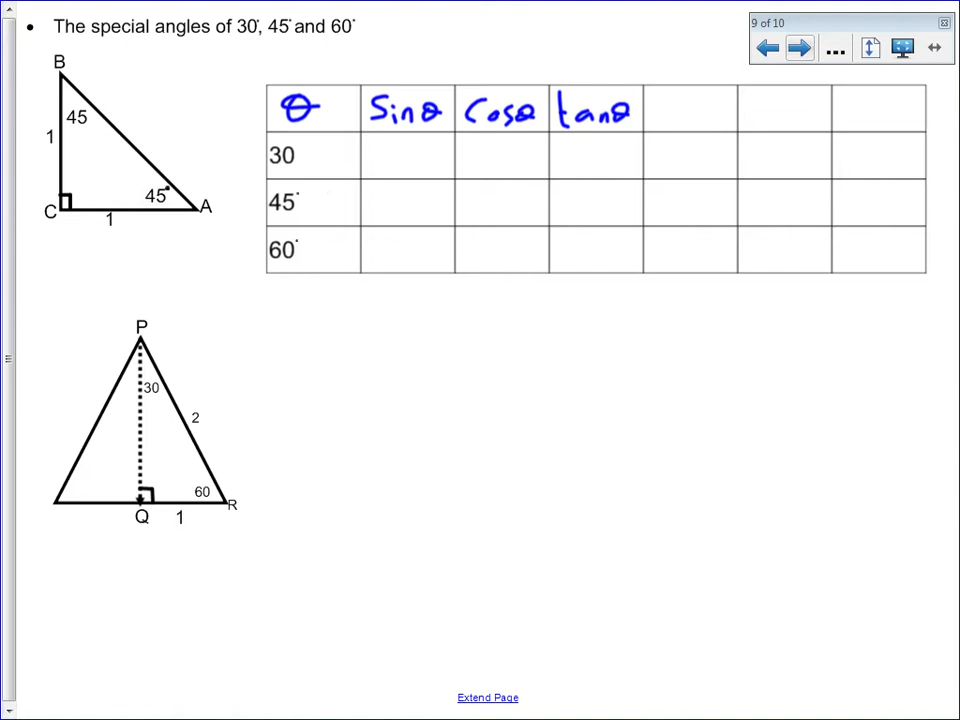 • The special angles of 30°, 45° and 60°
9 of 10
...
B
45
1
45°
C
A
1
θ sinθ cosθ tanθ
30
45°
60°
P
30
2
60
Q
1
R
Extend Page